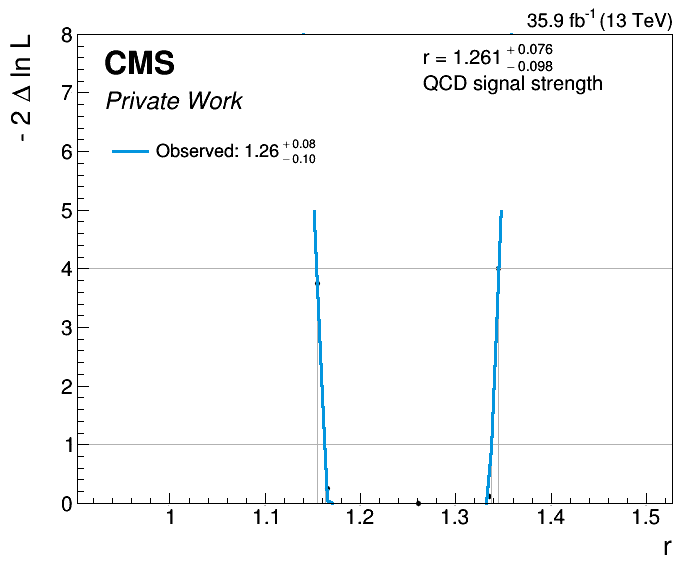 35.9 fb⁻¹ (13 TeV)
CMS
Private Work
r = 1.261 +0.076 −0.098
QCD signal strength
Observed: 1.26 +0.08 −0.10
- 2 Δ ln L
8
7
6
5
4
3
2
1
0
1 1.1 1.2 1.3 1.4 1.5
r